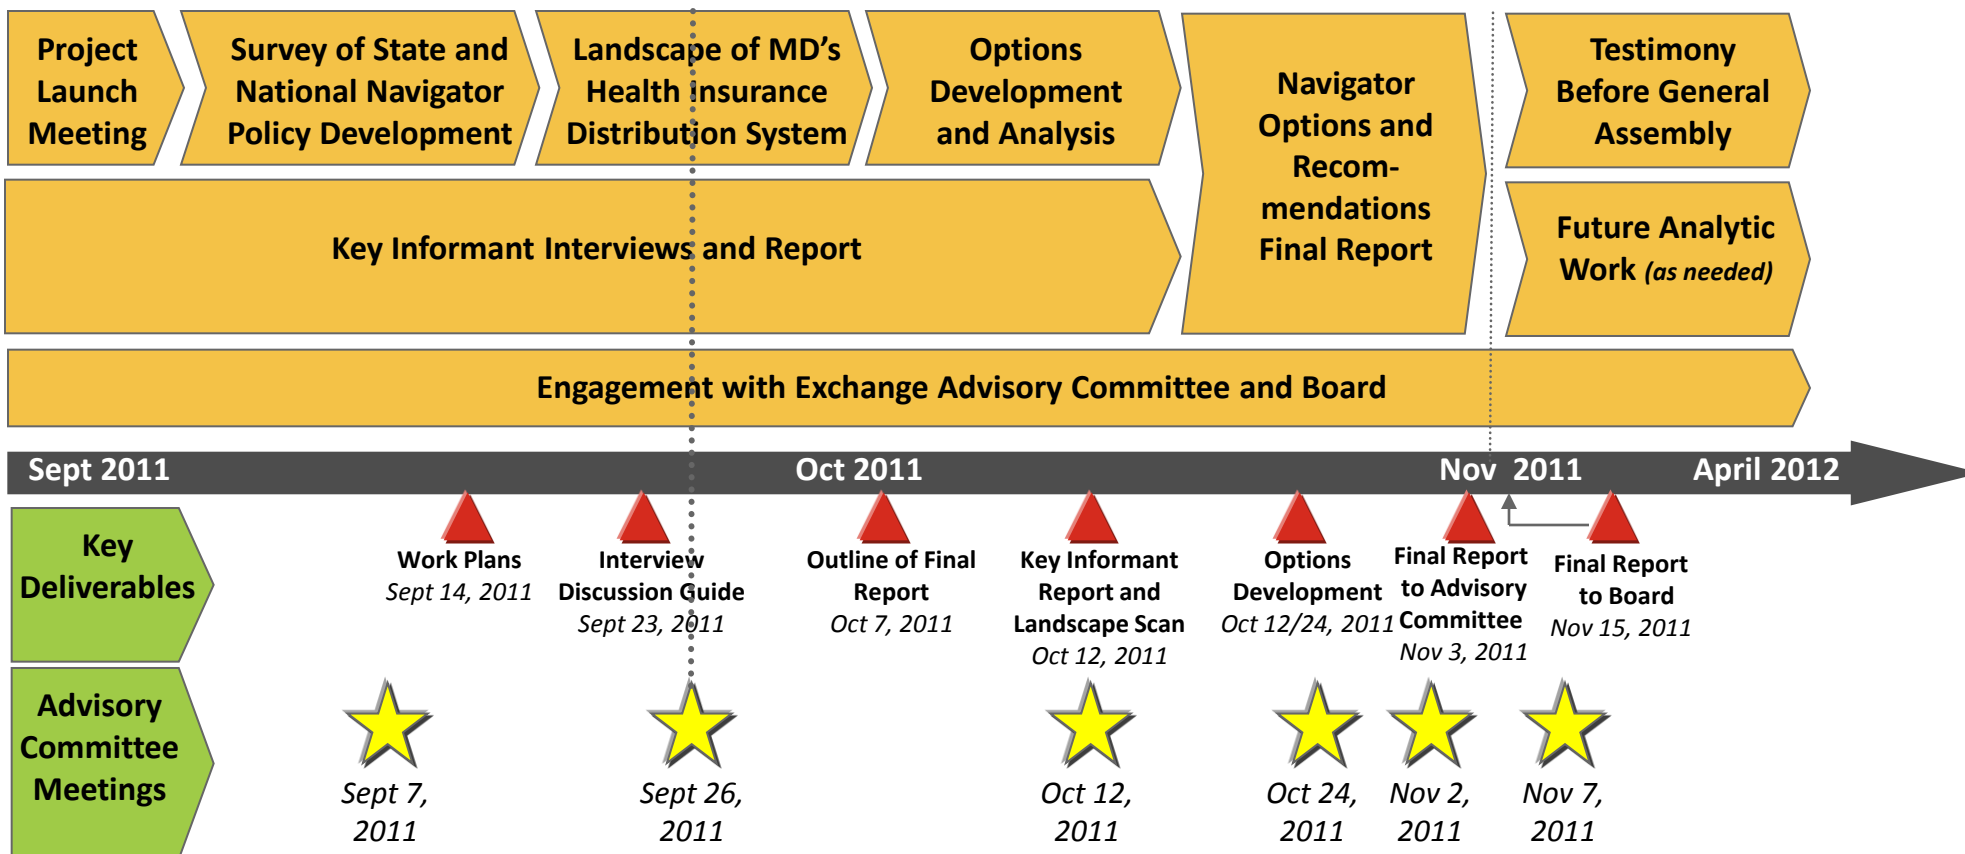 Project
Launch
Meeting
Survey of State and
National Navigator
Policy Development
Landscape of MD’s
Health Insurance
Distribution System
Options
Development
and Analysis
Navigator
Options and
Recom-
mendations
Final Report
Testimony
Before General
Assembly
Key Informant Interviews and Report
Future Analytic
Work (as needed)
Engagement with Exchange Advisory Committee and Board
Sept 2011
Oct 2011
Nov 2011
April 2012
Key
Deliverables
Work Plans
Sept 14, 2011
Interview
Discussion Guide
Sept 23, 2011
Outline of Final
Report
Oct 7, 2011
Key Informant
Report and
Landscape Scan
Oct 12, 2011
Options
Development
Oct 12/24, 2011
Final Report
to Advisory
Committee
Nov 3, 2011
Final Report
to Board
Nov 15, 2011
Advisory
Committee
Meetings
Sept 7,
2011
Sept 26,
2011
Oct 12,
2011
Oct 24,
2011
Nov 2,
2011
Nov 7,
2011